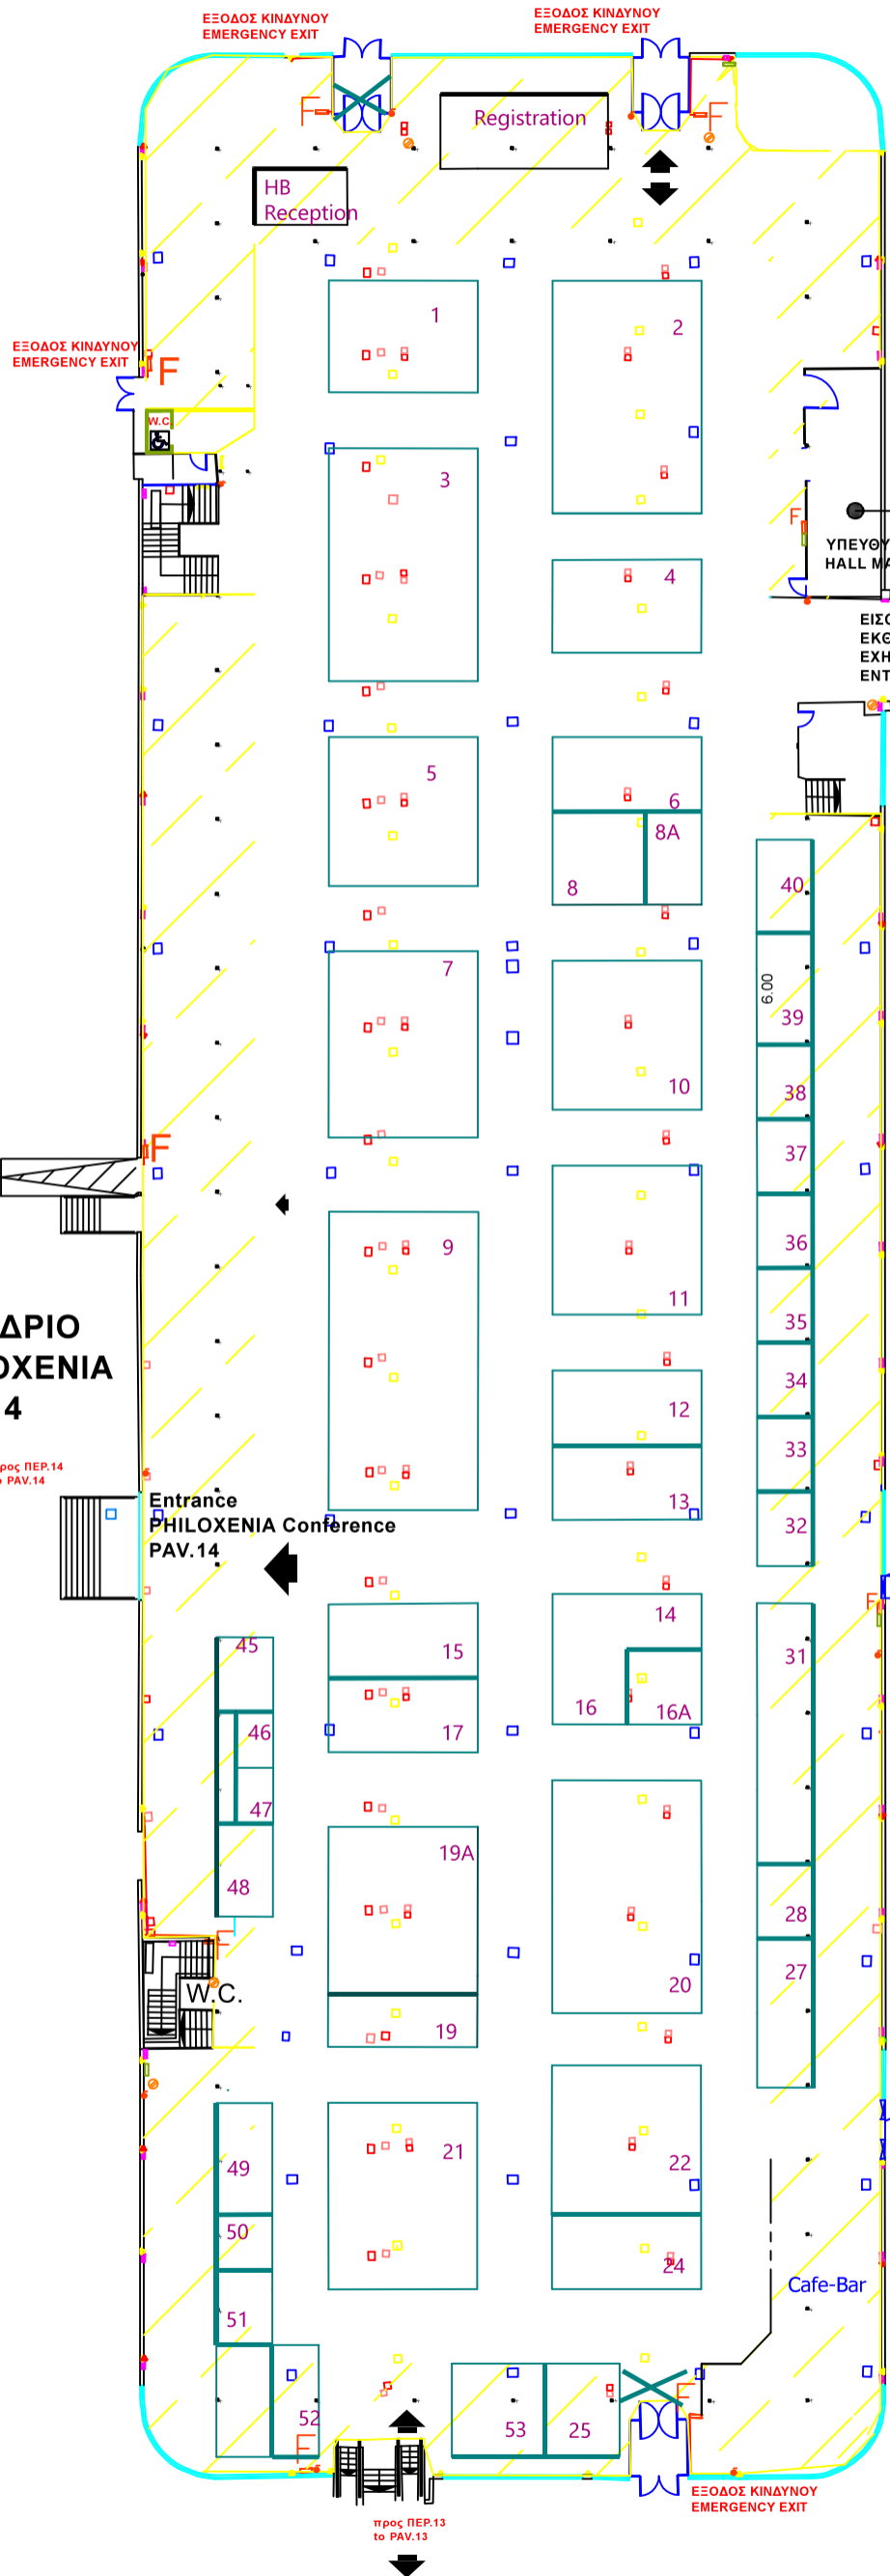 ΕΞΟΔΟΣ ΚΙΝΔΥΝΟΥ
EMERGENCY EXIT
ΕΞΟΔΟΣ ΚΙΝΔΥΝΟΥ
EMERGENCY EXIT
F
F
Registration
HB
Reception
1
2
ΕΞΟΔΟΣ ΚΙΝΔΥΝΟΥ
EMERGENCY EXIT
F
W.C
3
F
ΥΠΕΥΘΥ
HALL MA
4
ΕΙΣΟ
ΕΚΘ
EXH
ENT
5
6
8A
8
40
7
6.00
39
10
38
F
37
36
9
11
35
ΔΡΙΟ
OXENIA
4
34
12
33
ρος ΠΕΡ.14
o PAV.14
13
32
Entrance
PHILOXENIA Conference
PAV.14
F
14
45
15
31
16
16A
46
17
47
19A
48
28
F
27
W.C.
20
19
49
21
22
50
24
51
Cafe-Bar
F
52
53
25
F
ΕΞΟΔΟΣ ΚΙΝΔΥΝΟΥ
EMERGENCY EXIT
προς ΠΕΡ.13
to PAV.13